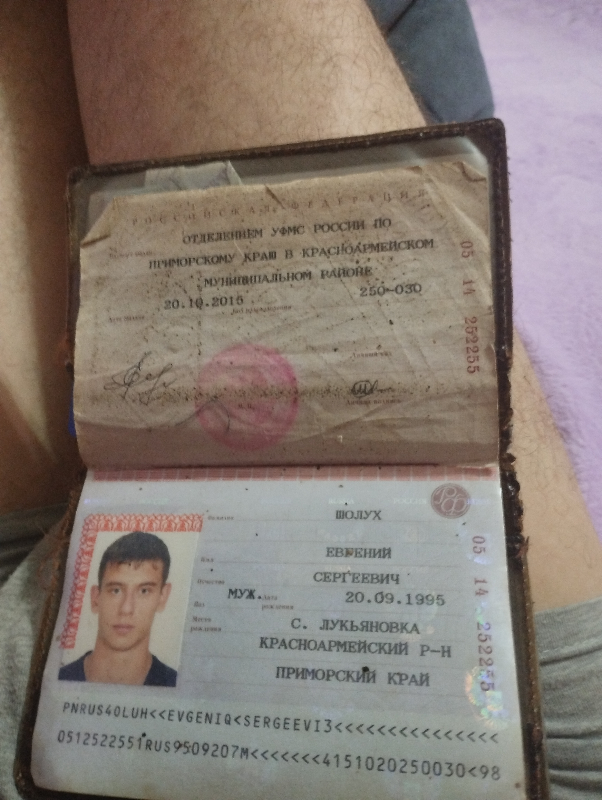 РОССИЙСКАЯ ФЕДЕРАЦИЯ
ОТДЕЛЕНИЕМ УФМС РОССИИ ПО
ПРИМОРСКОМУ КРАЮ В КРАСНОАРМЕЙСКОМ
МУНИЦИПАЛЬНОМ РАЙОНЕ
20.10.2015 250-030
05 14 252255
Фамилия ШОЛУХ
Имя ЕВГЕНИЙ
Отчество СЕРГЕЕВИЧ
Пол МУЖ. Дата рождения 20.09.1995
Место рождения С. ЛУКЬЯНОВКА
КРАСНОАРМЕЙСКИЙ Р-Н
ПРИМОРСКИЙ КРАЙ
05 14 252255
PNRUS4OLUH<<EVGENIQ<SERGEEVI3<<<<<<<<<<<<<<<
0512522551RUS9509207M<<<<<<<4151020250030<98